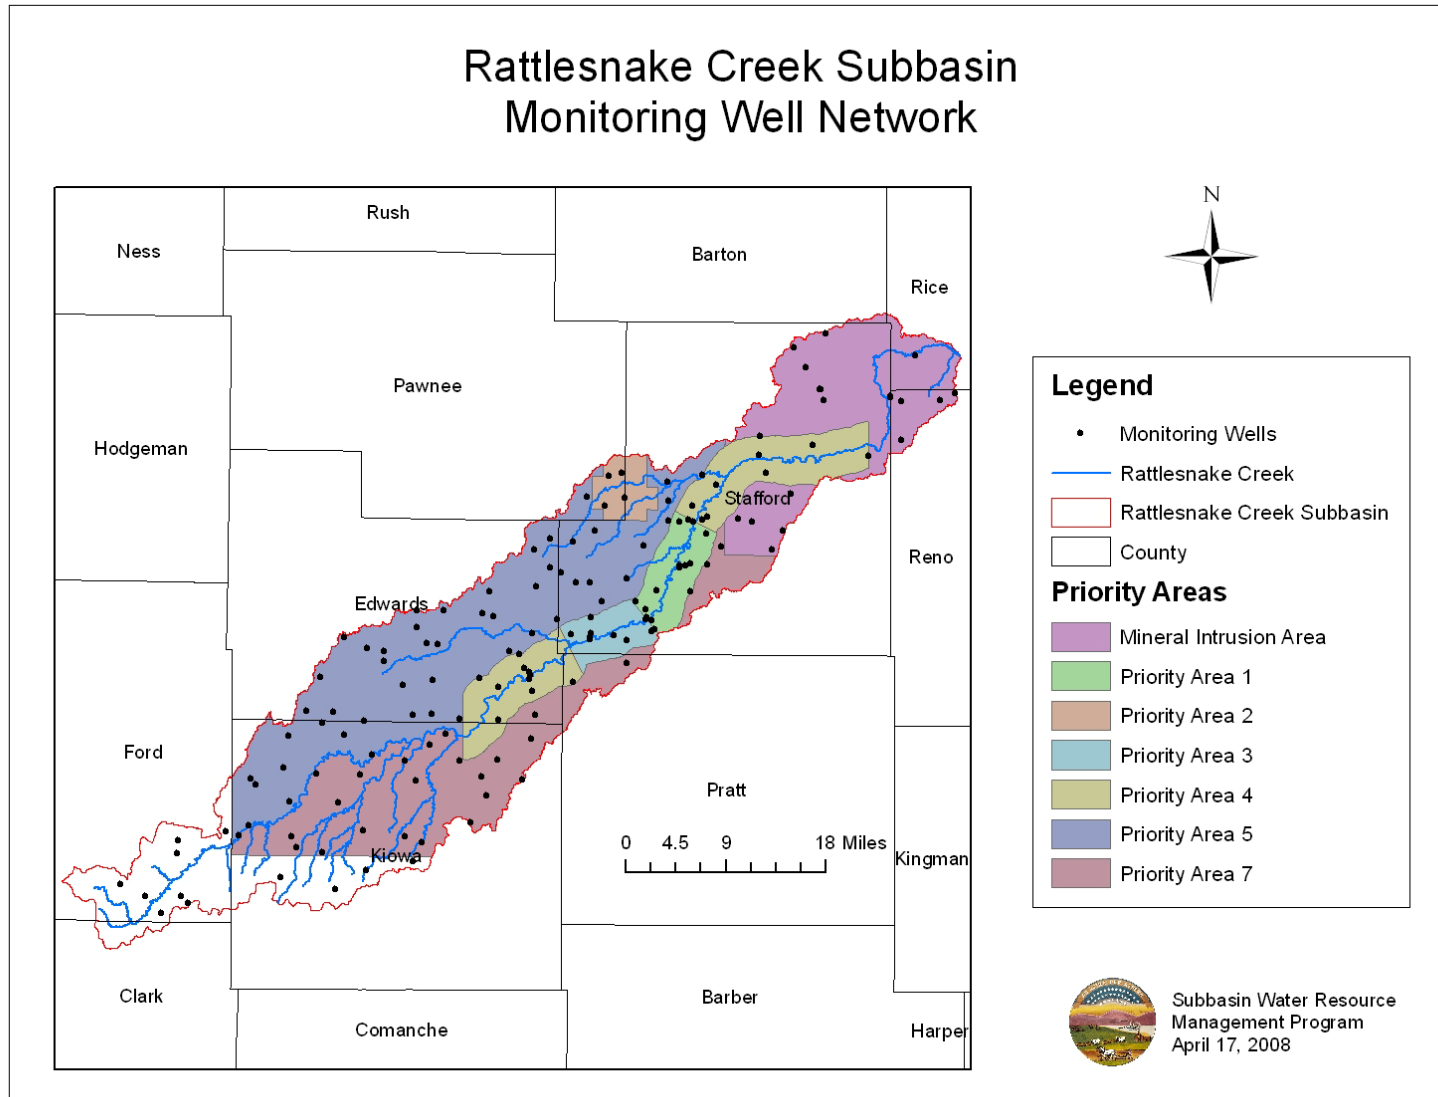 Rattlesnake Creek Subbasin
Monitoring Well Network
N
Rush
Ness
Barton
Rice
Pawnee
Hodgeman
Stafford
Reno
Edwards
Ford
Pratt
Kiowa
Kingman
Clark
Barber
Comanche
Harper
0 4.5 9 18 Miles
Legend
Monitoring Wells
Rattlesnake Creek
Rattlesnake Creek Subbasin
County
Priority Areas
Mineral Intrusion Area
Priority Area 1
Priority Area 2
Priority Area 3
Priority Area 4
Priority Area 5
Priority Area 7
Subbasin Water Resource
Management Program
April 17, 2008